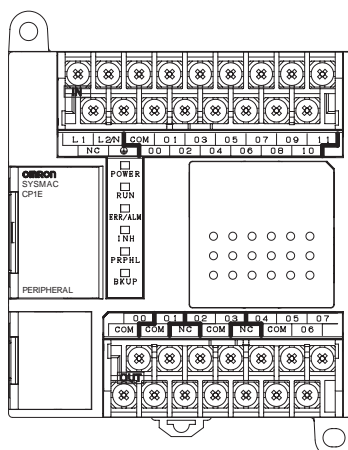 IN
L1 L2/N COM 01 03 05 07 09 11
NC 00 02 04 06 08 10
OMRON
SYSMAC
CP1E
POWER
RUN
ERR/ALM
INH
PRPHL
BKUP
PERIPHERAL
00 01 02 03 04 05 07
COM COM NC COM NC COM 06
OUT